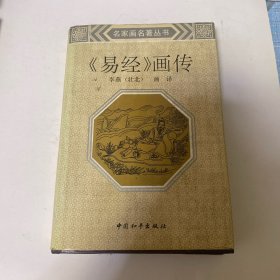 名家画名著丛书
《易经》画传
李燕（壮北） 画 译
中国和平出版社